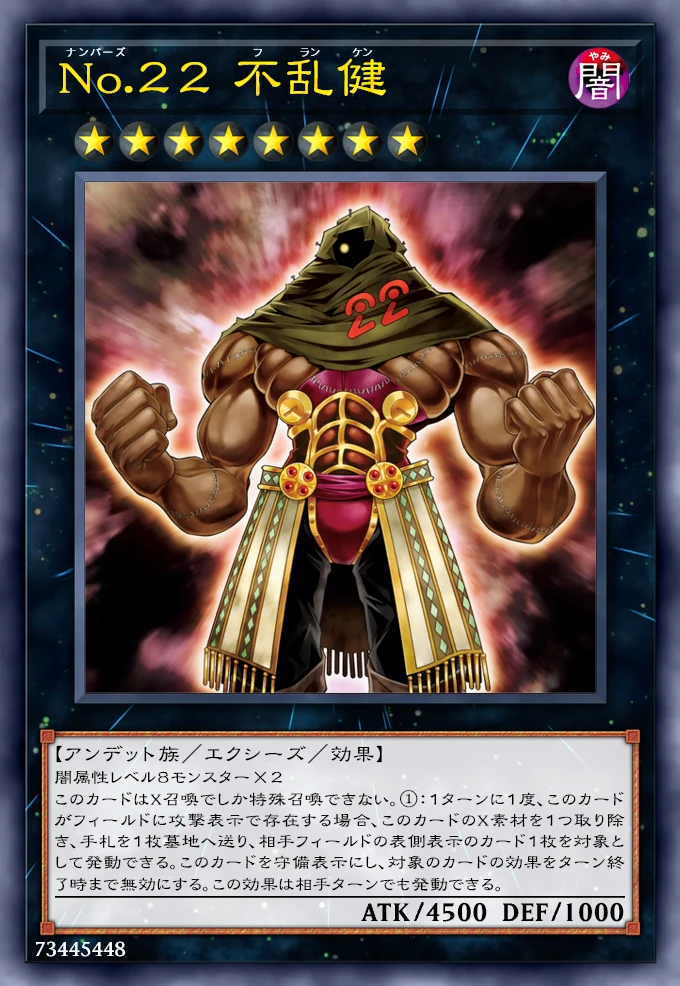 ナンバーズ フ ラン ケン
No.22 不乱健
やみ
闇
22
【アンデット族／エクシーズ／効果】
闇属性レベル8モンスター×2
このカードはX召喚でしか特殊召喚できない。①：1ターンに1度、このカード
がフィールドに攻撃表示で存在する場合、このカードのX素材を1つ取り除
き、手札を1枚墓地へ送り、相手フィールドの表側表示のカード1枚を対象と
して発動できる。このカードを守備表示にし、対象のカードの効果をターン終
了時まで無効にする。この効果は相手ターンでも発動できる。
ATK/4500 DEF/1000
73445448